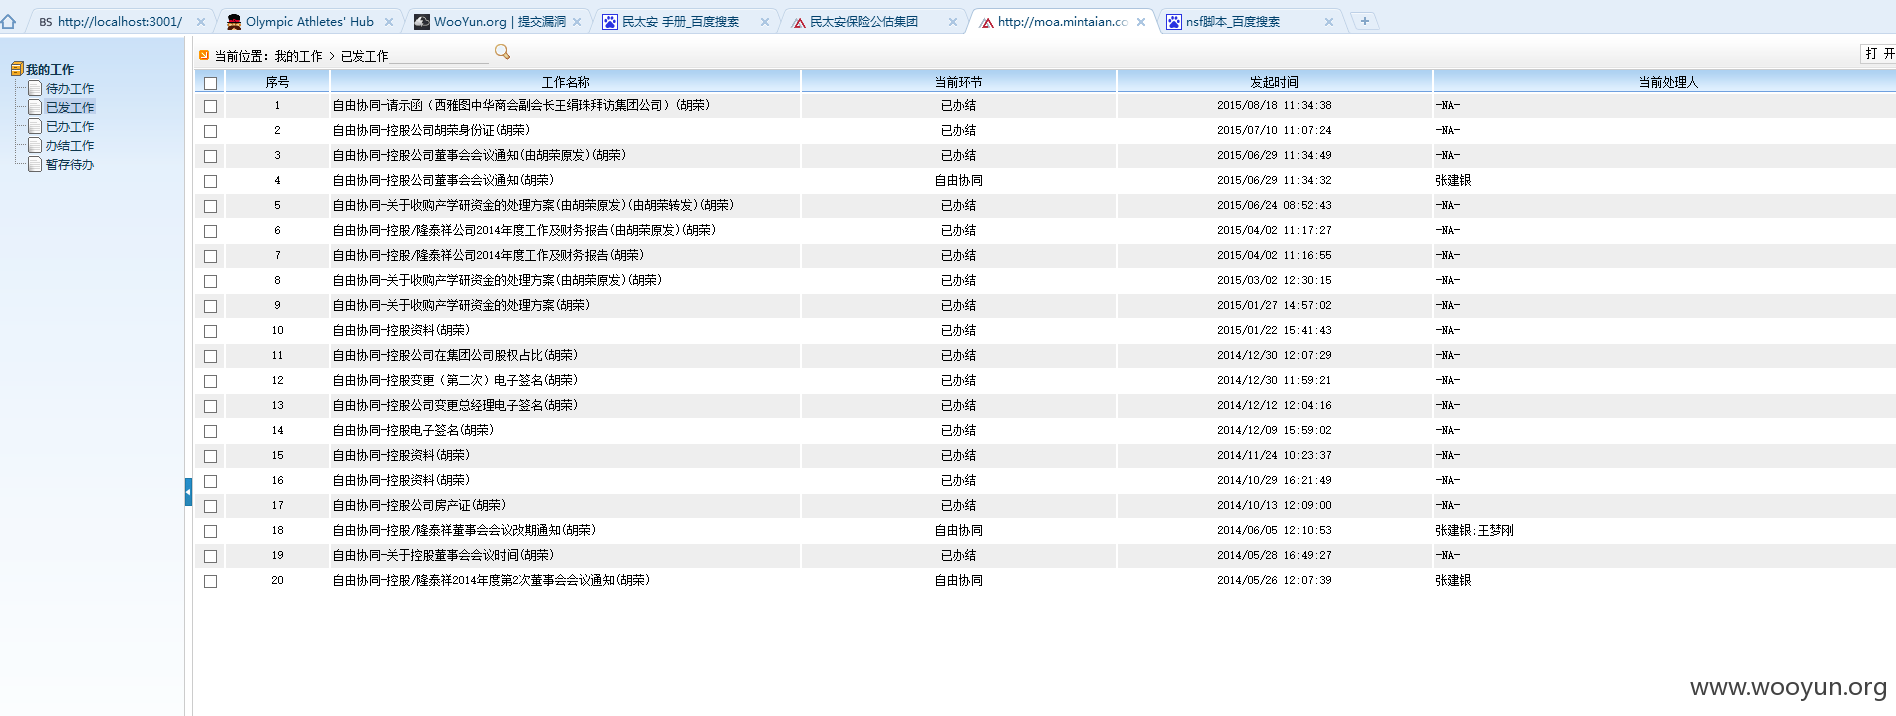 BS http://localhost:3001/ Olympic Athletes' Hub WooYun.org | 提交漏洞 民太安 手册_百度搜索 民太安保险公估集团 http://moa.mintaian.co nsf脚本_百度搜索
我的工作
待办工作
已发工作
已办工作
办结工作
暂存待办
当前位置：我的工作 > 已发工作
打 开
序号 工作名称 当前环节 发起时间 当前处理人
1 自由协同-请示函（西雅图中华商会副会长王绢珠拜访集团公司）(胡荣) 已办结 2015/08/18 11:34:38 -NA-
2 自由协同-控股公司胡荣身份证(胡荣) 已办结 2015/07/10 11:07:24 -NA-
3 自由协同-控股公司董事会会议通知(由胡荣原发)(胡荣) 已办结 2015/06/29 11:34:49 -NA-
4 自由协同-控股公司董事会会议通知(胡荣) 自由协同 2015/06/29 11:34:32 张建银
5 自由协同-关于收购产学研资金的处理方案(由胡荣原发)(由胡荣转发)(胡荣) 已办结 2015/06/24 08:52:43 -NA-
6 自由协同-控股/隆泰祥公司2014年度工作及财务报告(由胡荣原发)(胡荣) 已办结 2015/04/02 11:17:27 -NA-
7 自由协同-控股/隆泰祥公司2014年度工作及财务报告(胡荣) 已办结 2015/04/02 11:16:55 -NA-
8 自由协同-关于收购产学研资金的处理方案(由胡荣原发)(胡荣) 已办结 2015/03/02 12:30:15 -NA-
9 自由协同-关于收购产学研资金的处理方案(胡荣) 已办结 2015/01/27 14:57:02 -NA-
10 自由协同-控股资料(胡荣) 已办结 2015/01/22 15:41:43 -NA-
11 自由协同-控股公司在集团公司股权占比(胡荣) 已办结 2014/12/30 12:07:29 -NA-
12 自由协同-控股变更（第二次）电子签名(胡荣) 已办结 2014/12/30 11:59:21 -NA-
13 自由协同-控股公司变更总经理电子签名(胡荣) 已办结 2014/12/12 12:04:16 -NA-
14 自由协同-控股电子签名(胡荣) 已办结 2014/12/09 15:59:02 -NA-
15 自由协同-控股资料(胡荣) 已办结 2014/11/24 10:23:37 -NA-
16 自由协同-控股资料(胡荣) 已办结 2014/10/29 16:21:49 -NA-
17 自由协同-控股公司房产证(胡荣) 已办结 2014/10/13 12:09:00 -NA-
18 自由协同-控股/隆泰祥董事会会议改期通知(胡荣) 自由协同 2014/06/05 12:10:53 张建银:王梦刚
19 自由协同-关于控股董事会会议时间(胡荣) 已办结 2014/05/28 16:49:27 -NA-
20 自由协同-控股/隆泰祥2014年度第2次董事会会议通知(胡荣) 自由协同 2014/05/26 12:07:39 张建银
www.wooyun.org